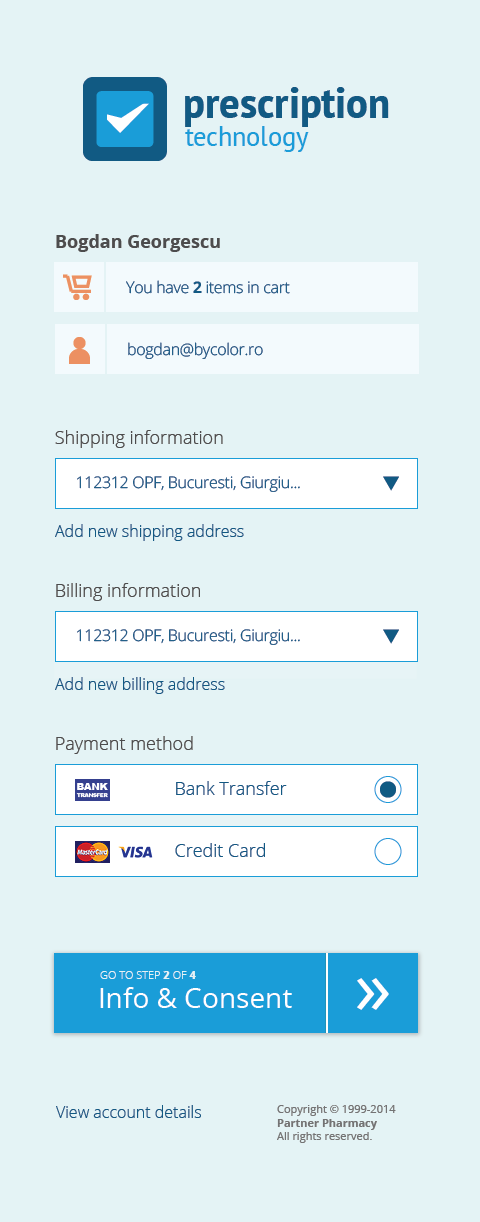 prescription
technology
Bogdan Georgescu
You have 2 items in cart
bogdan@bycolor.ro
Shipping information
112312 OPF, Bucuresti, Giurgiu...
Add new shipping address
Billing information
112312 OPF, Bucuresti, Giurgiu...
Add new billing address
Payment method
BANK
TRANSFER
Bank Transfer
MasterCard
VISA
Credit Card
GO TO STEP 2 OF 4
Info & Consent
View account details
Copyright © 1999-2014
Partner Pharmacy
All rights reserved.